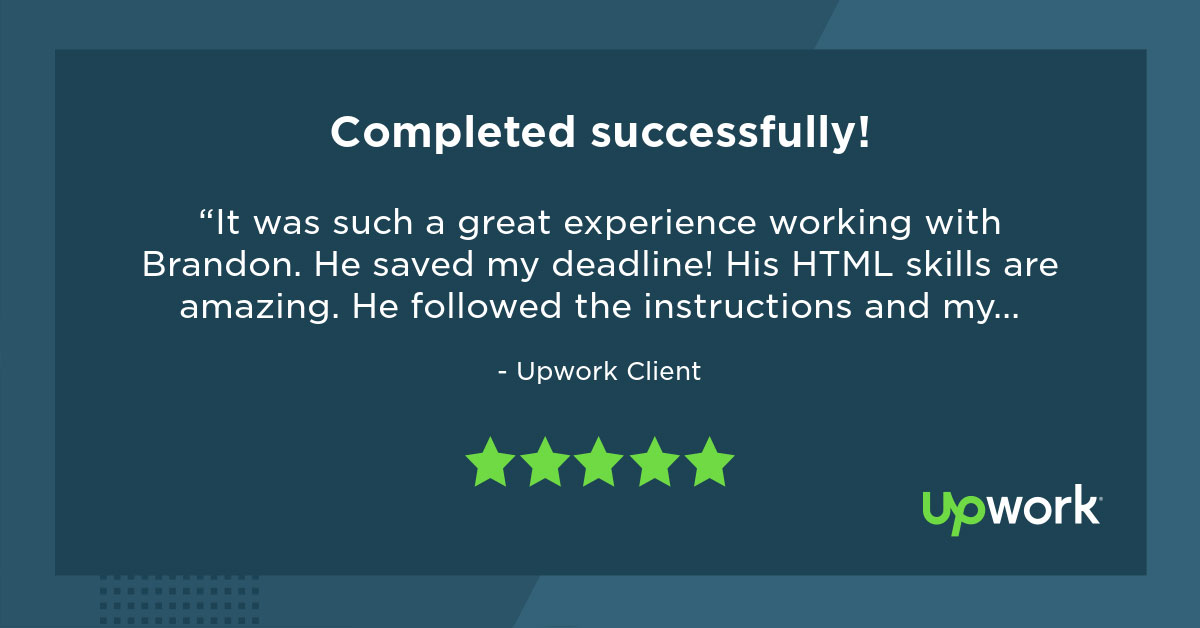 Completed successfully!
“It was such a great experience working with
Brandon. He saved my deadline! His HTML skills are
amazing. He followed the instructions and my...
- Upwork Client
upwork